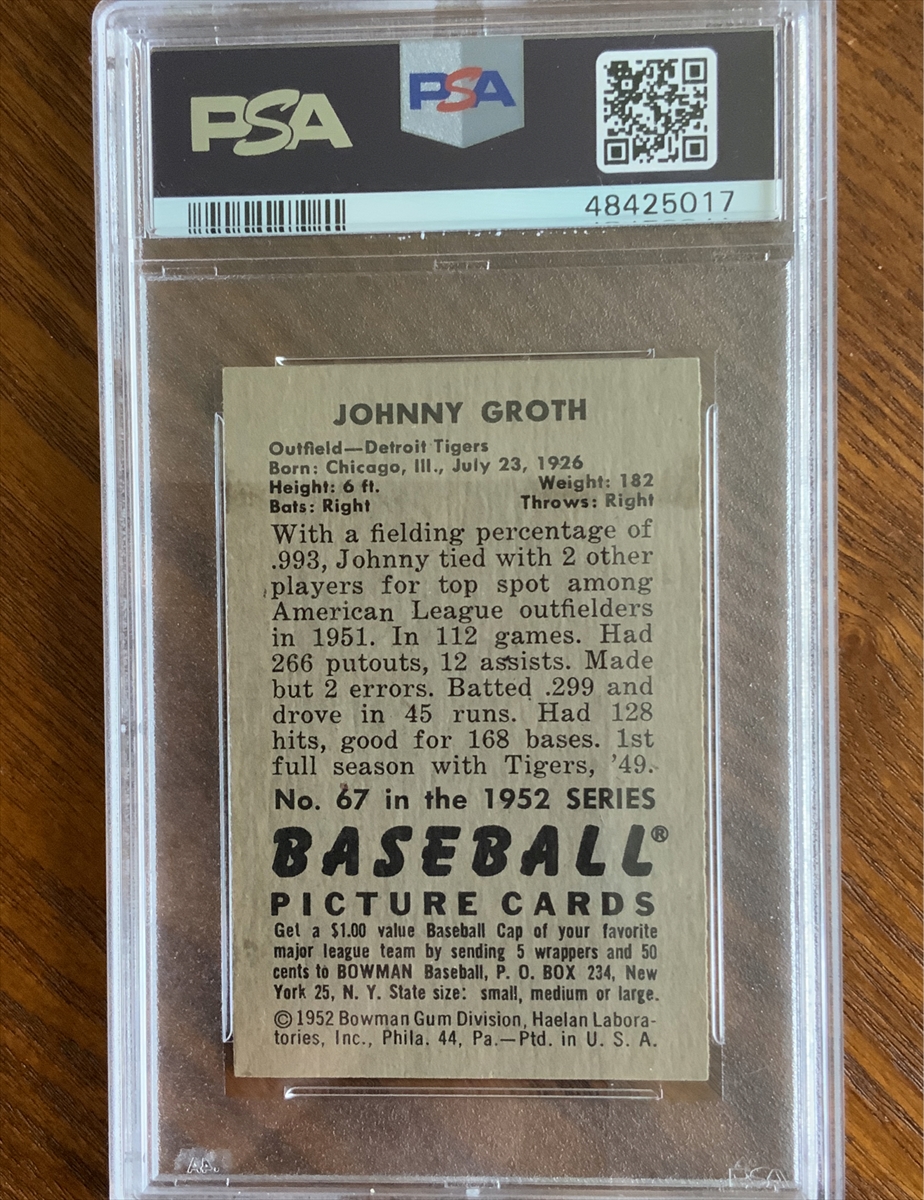 PSA
PSA
48425017
JOHNNY GROTH
Outfield—Detroit Tigers
Born: Chicago, Ill., July 23, 1926
Height: 6 ft. Weight: 182
Bats: Right Throws: Right
With a fielding percentage of
.993, Johnny tied with 2 other
players for top spot among
American League outfielders
in 1951. In 112 games. Had
266 putouts, 12 assists. Made
but 2 errors. Batted .299 and
drove in 45 runs. Had 128
hits, good for 168 bases. 1st
full season with Tigers, '49.
No. 67 in the 1952 SERIES
BASEBALL®
PICTURE CARDS
Get a $1.00 value Baseball Cap of your favorite
major league team by sending 5 wrappers and 50
cents to BOWMAN Baseball, P. O. BOX 234, New
York 25, N. Y. State size: small, medium or large.
©1952 Bowman Gum Division, Haelan Labora-
tories, Inc., Phila. 44, Pa.—Ptd. in U. S. A.
PSA